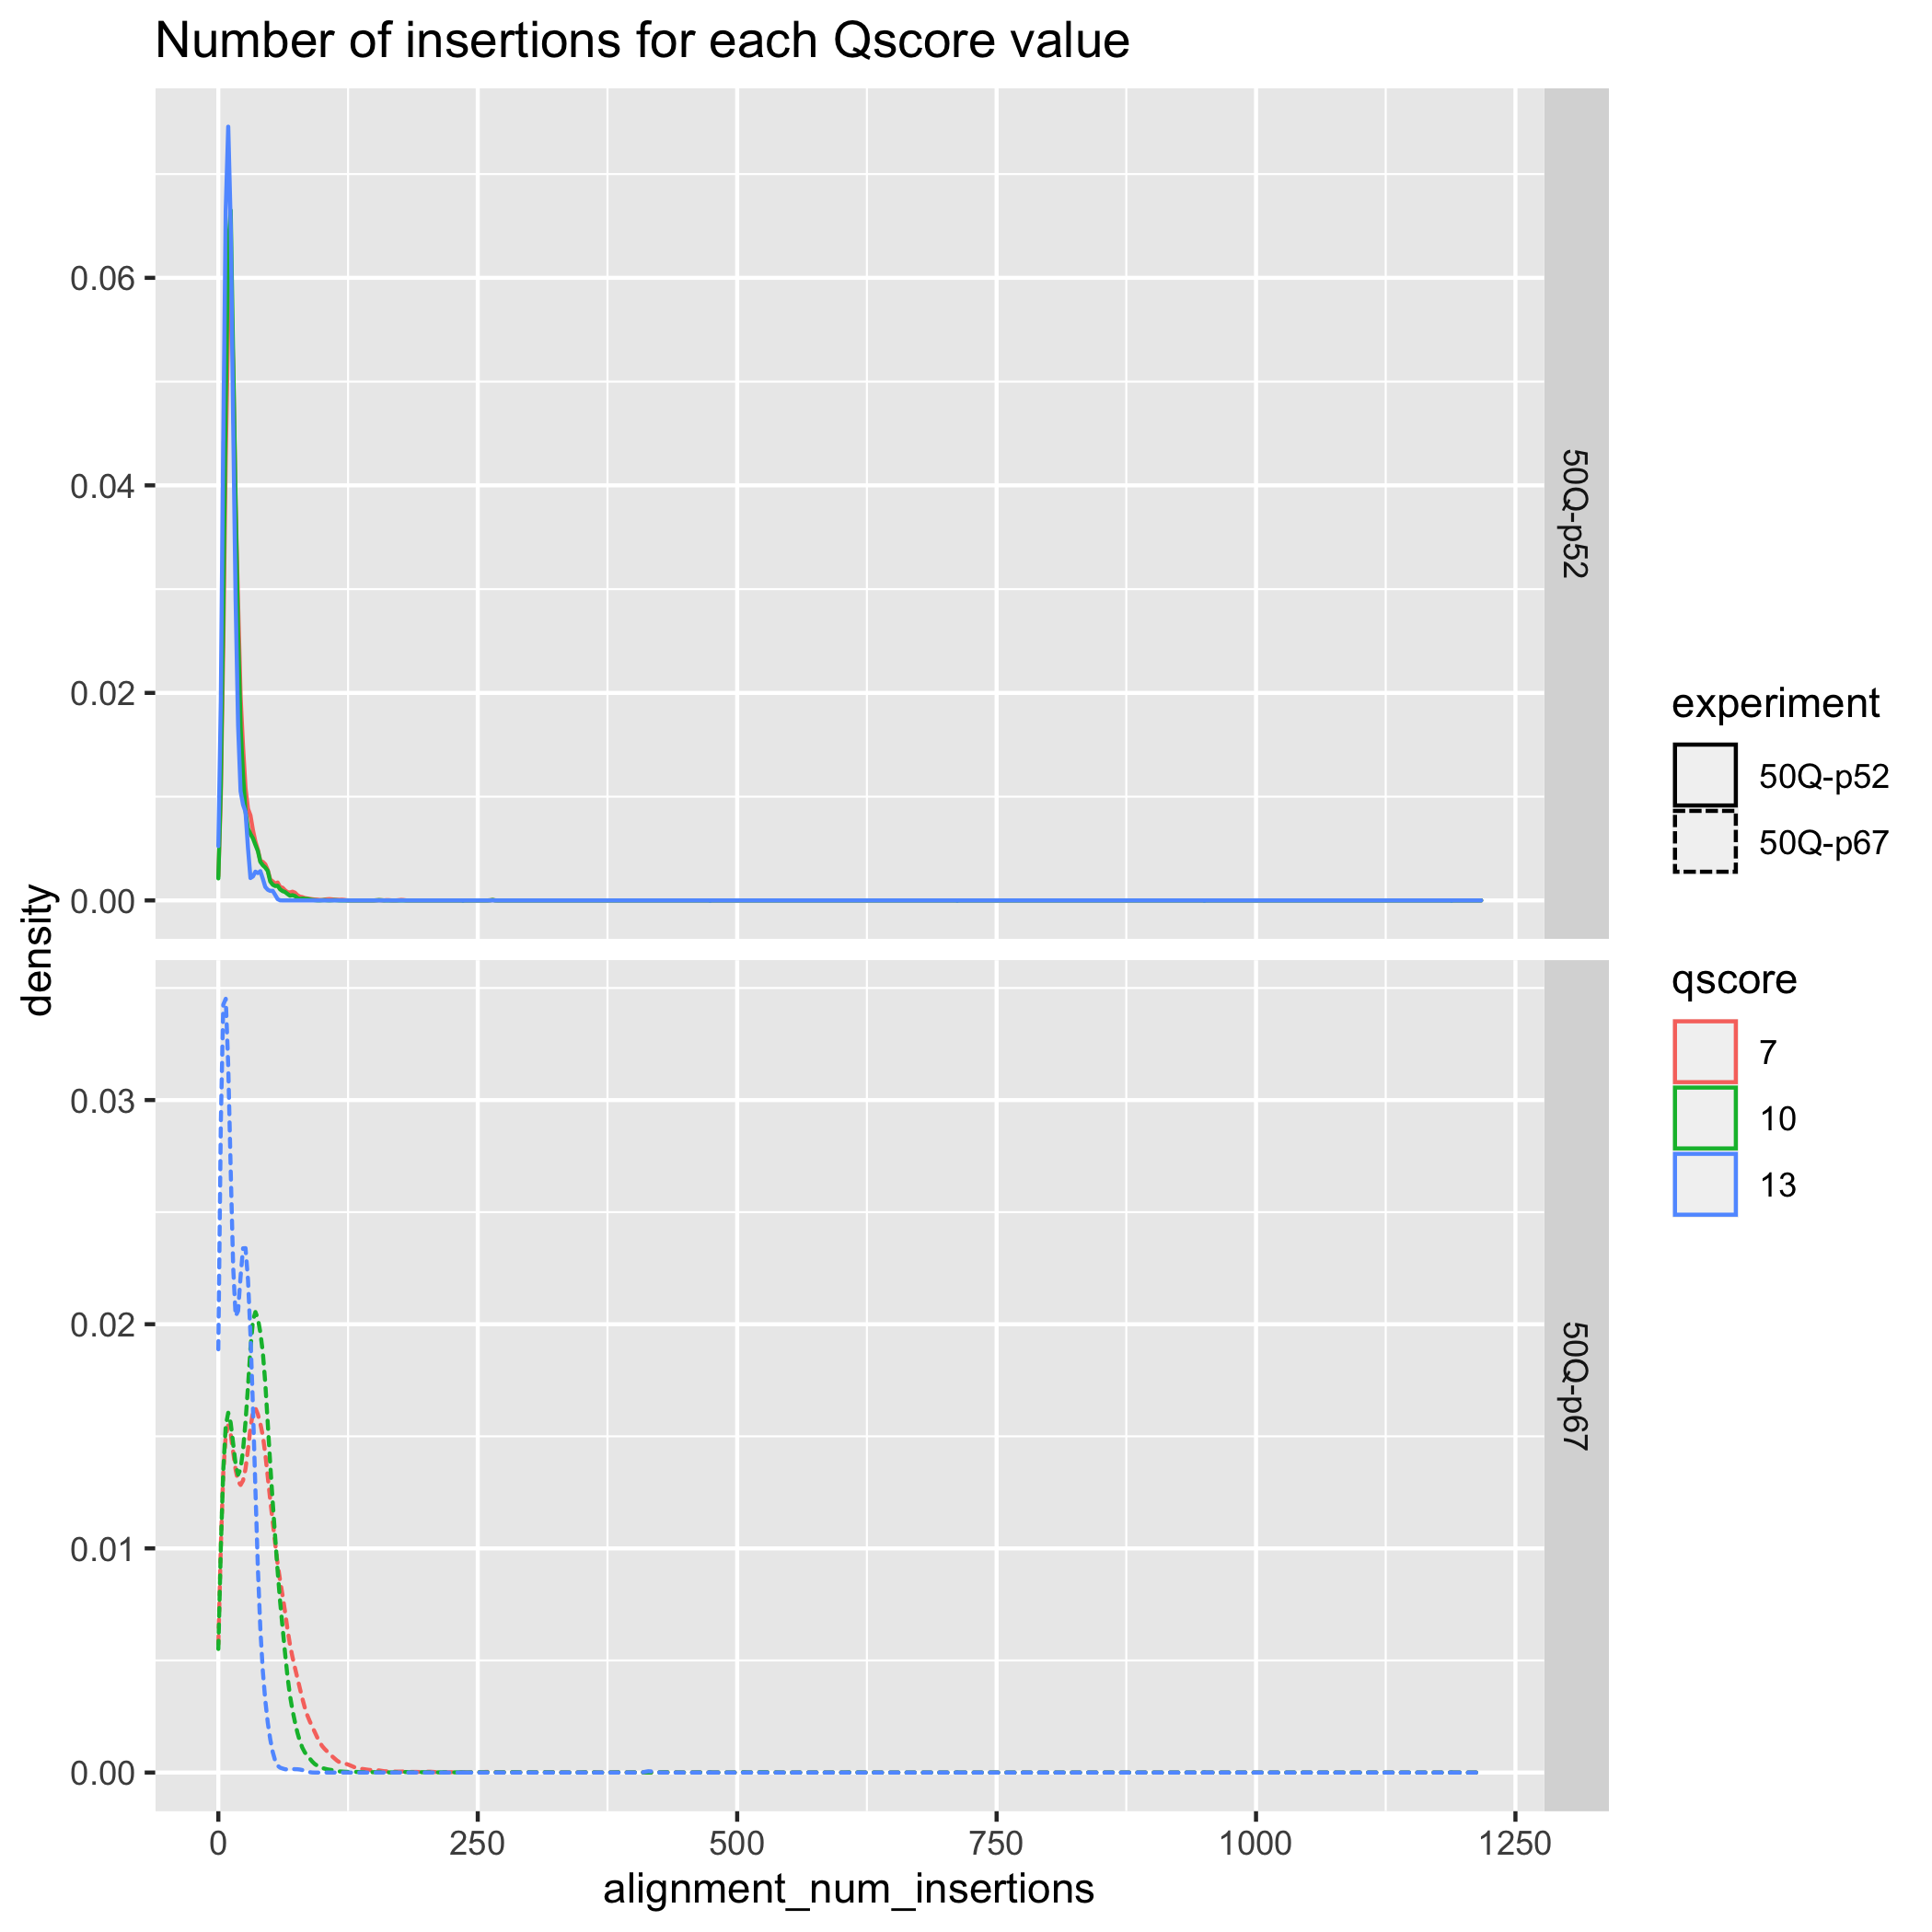 Number of insertions for each Qscore value
0.06
0.04
0.02
0.00
50Q-p52
density
0.03
0.02
0.01
0.00
50Q-p67
0
250
500
750
1000
1250
alignment_num_insertions
experiment
50Q-p52
50Q-p67
qscore
7
10
13